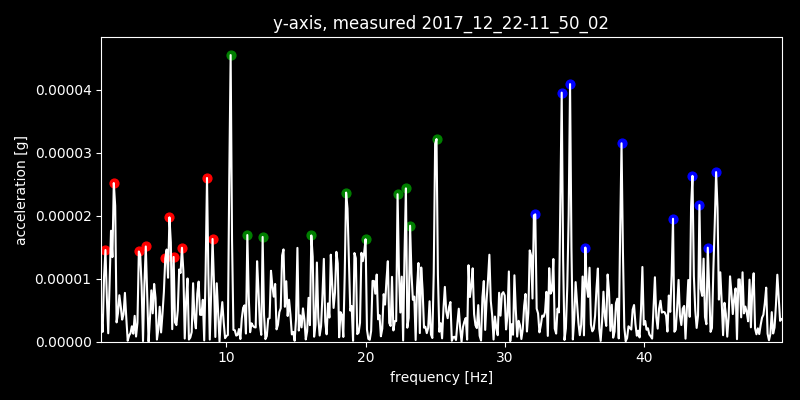 y-axis, measured 2017_12_22-11_50_02
acceleration [g]
0.00004
0.00003
0.00002
0.00001
0.00000
10 20 30 40
frequency [Hz]